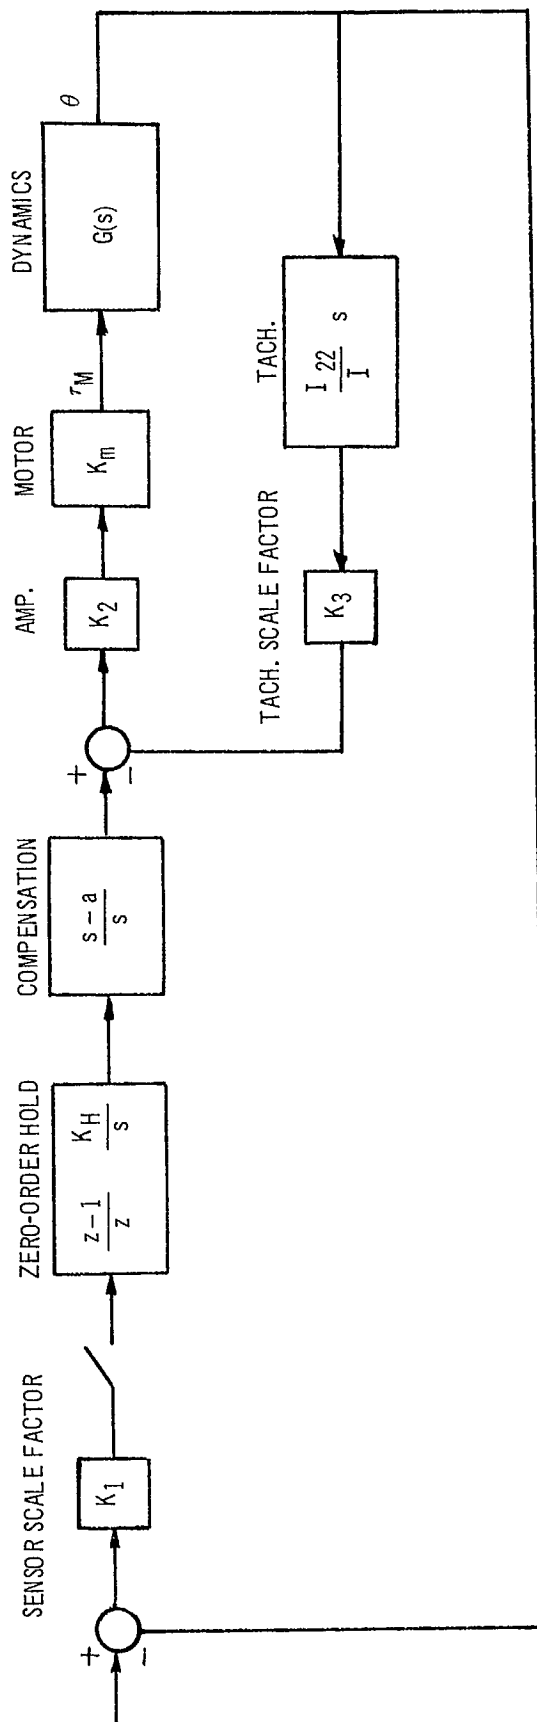 SENSOR SCALE FACTOR
ZERO-ORDER HOLD
COMPENSATION
AMP.
MOTOR
DYNAMICS
+
−
K1
z−1
z
KH
s
s−a
s
+
−
K2
Km
τM
G(s)
θ
TACH. SCALE FACTOR
TACH.
K3
I22
I
s